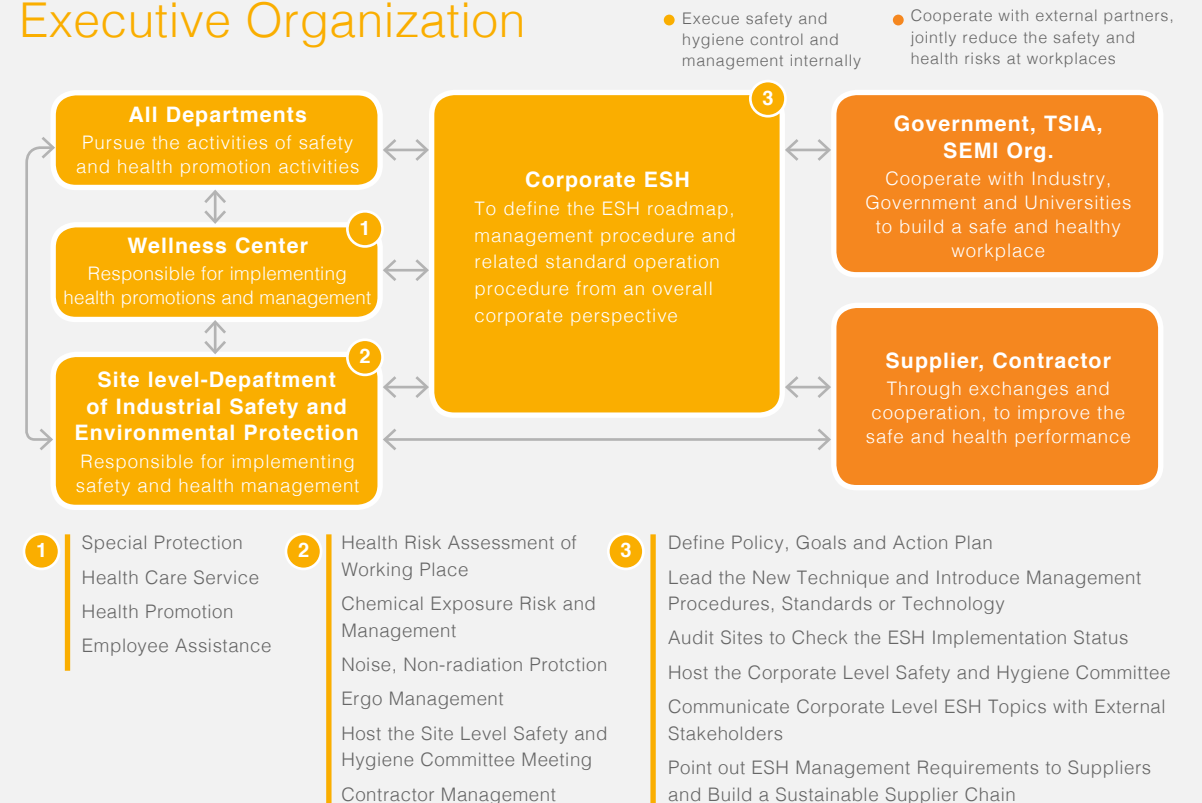 Executive Organization
Execue safety and
hygiene control and
management internally
Cooperate with external partners,
jointly reduce the safety and
health risks at workplaces
All Departments
Pursue the activities of safety
and health promotion activities
1
Wellness Center
Responsible for implementing
health promotions and management
2
Site level-Depaftment
of Industrial Safety and
Environmental Protection
Responsible for implementing
safety and health management
3
Corporate ESH
To define the ESH roadmap,
management procedure and
related standard operation
procedure from an overall
corporate perspective
Government, TSIA,
SEMI Org.
Cooperate with Industry,
Government and Universities
to build a safe and healthy
workplace
Supplier, Contractor
Through exchanges and
cooperation, to improve the
safe and health performance
1
Special Protection
Health Care Service
Health Promotion
Employee Assistance
2
Health Risk Assessment of
Working Place
Chemical Exposure Risk and
Management
Noise, Non-radiation Protction
Ergo Management
Host the Site Level Safety and
Hygiene Committee Meeting
Contractor Management
3
Define Policy, Goals and Action Plan
Lead the New Technique and Introduce Management
Procedures, Standards or Technology
Audit Sites to Check the ESH Implementation Status
Host the Corporate Level Safety and Hygiene Committee
Communicate Corporate Level ESH Topics with External
Stakeholders
Point out ESH Management Requirements to Suppliers
and Build a Sustainable Supplier Chain